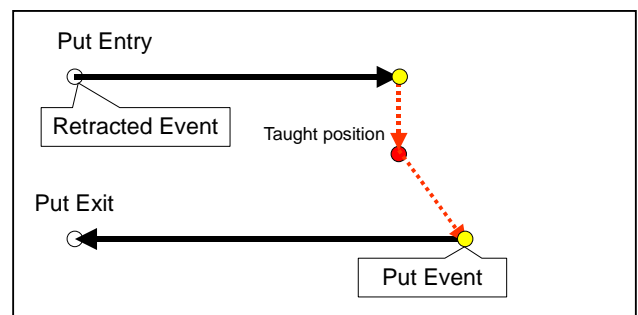 Put Entry
Retracted Event
Taught position
Put Exit
Put Event